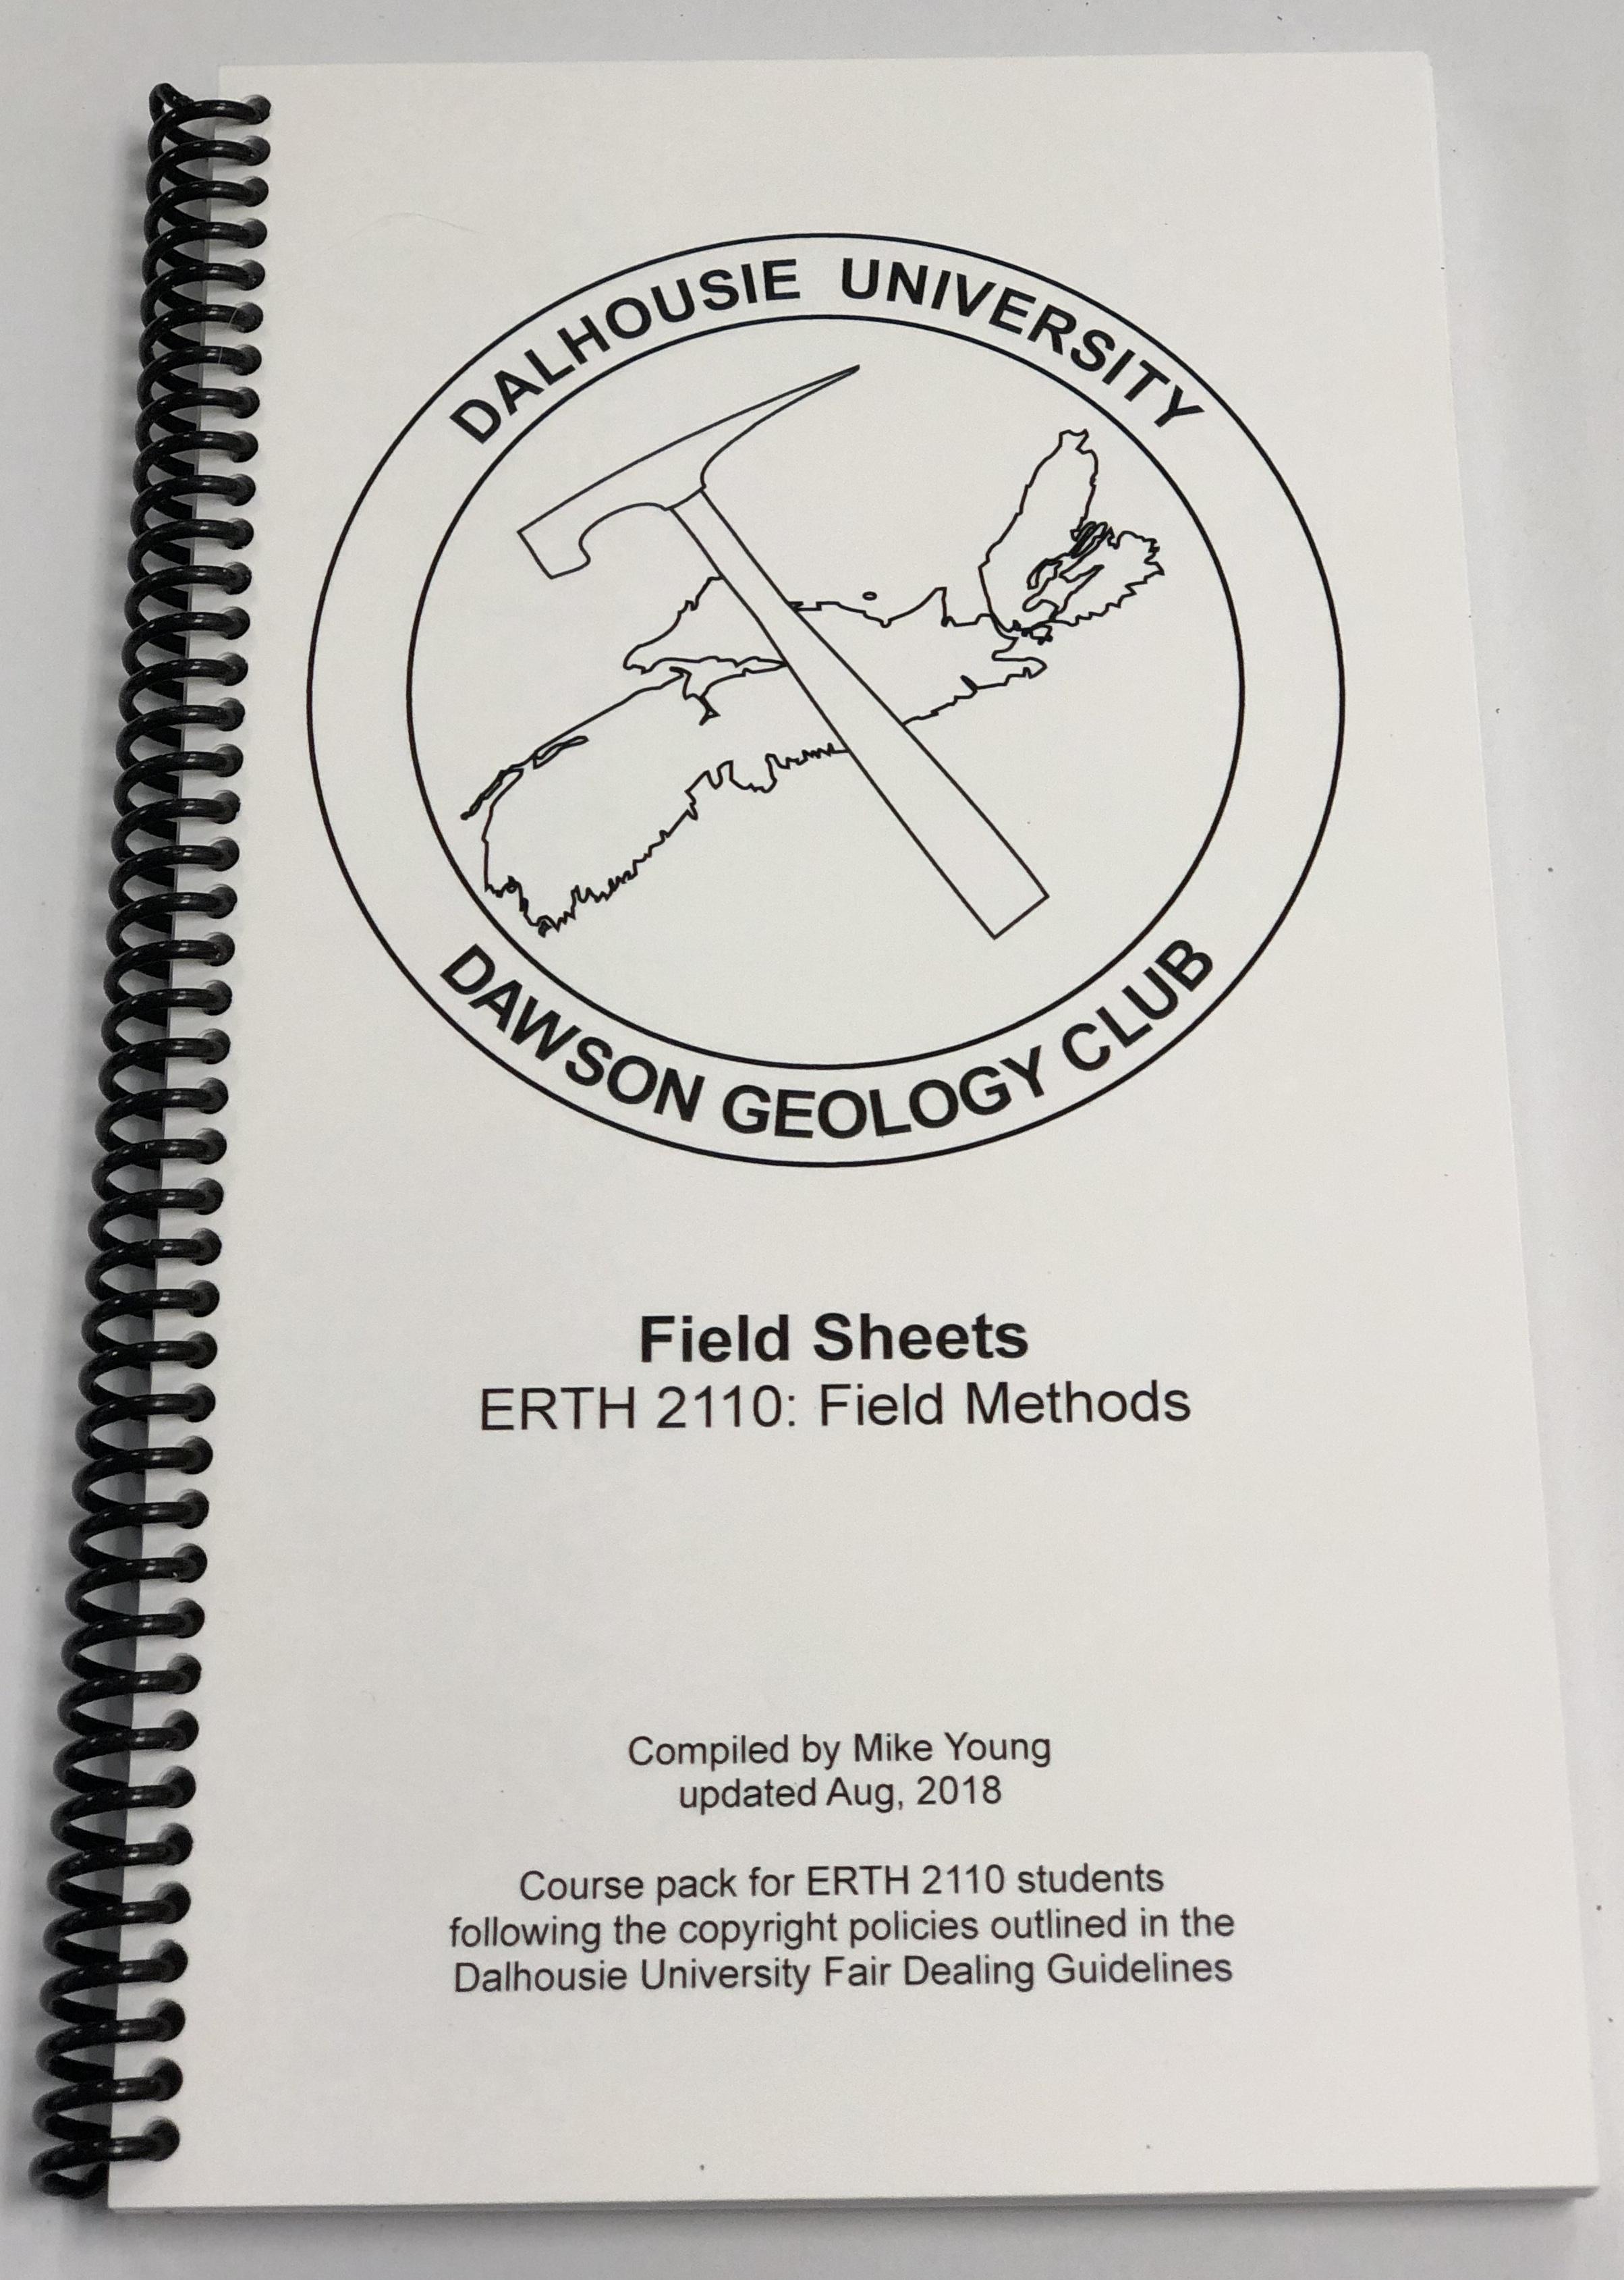 DALHOUSIE UNIVERSITY
DAWSON GEOLOGY CLUB
Field Sheets
ERTH 2110: Field Methods
Compiled by Mike Young
updated Aug, 2018
Course pack for ERTH 2110 students
following the copyright policies outlined in the
Dalhousie University Fair Dealing Guidelines